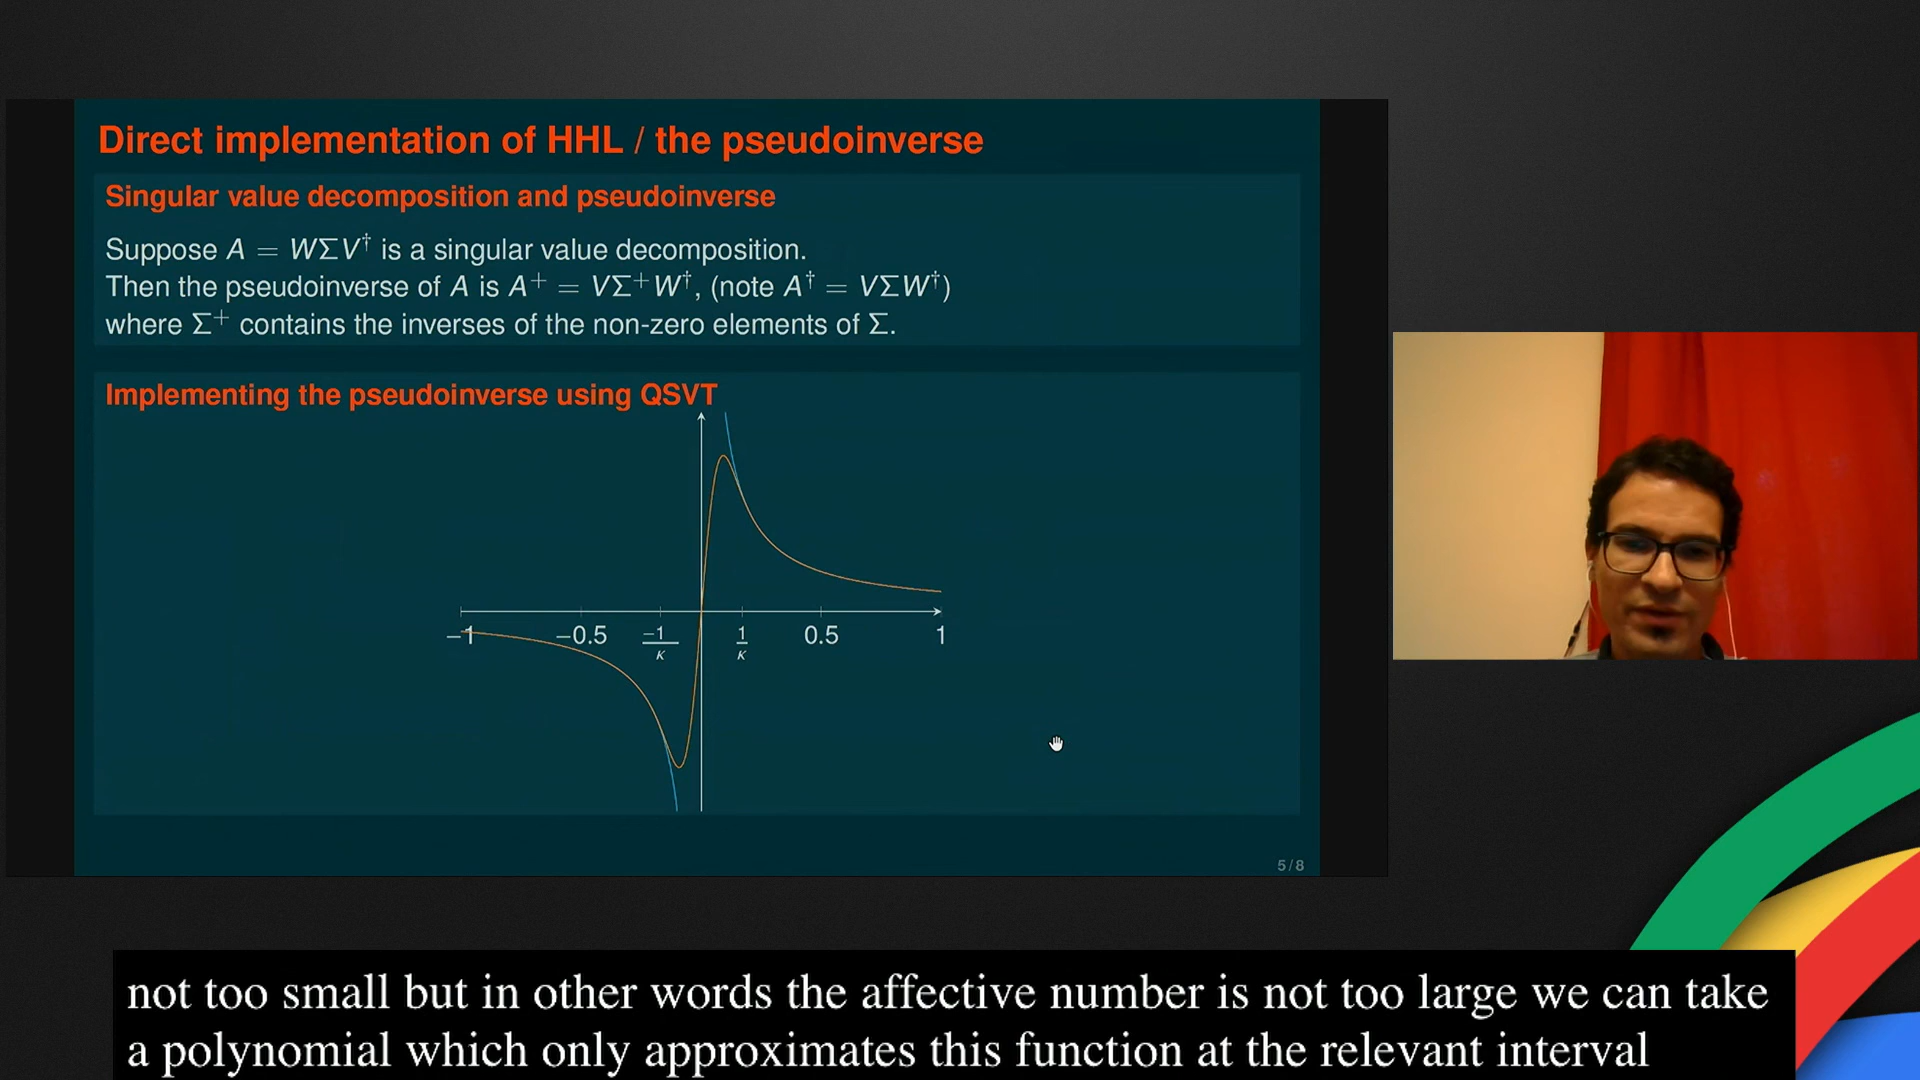 Direct implementation of HHL / the pseudoinverse
Singular value decomposition and pseudoinverse
Suppose A = WΣV† is a singular value decomposition.
Then the pseudoinverse of A is A⁺ = VΣ⁺W†, (note A† = VΣW†)
where Σ⁺ contains the inverses of the non-zero elements of Σ.
Implementing the pseudoinverse using QSVT
−1 −0.5 −1/κ 1/κ 0.5 1
5 / 8
not too small but in other words the affective number is not too large we can take
a polynomial which only approximates this function at the relevant interval